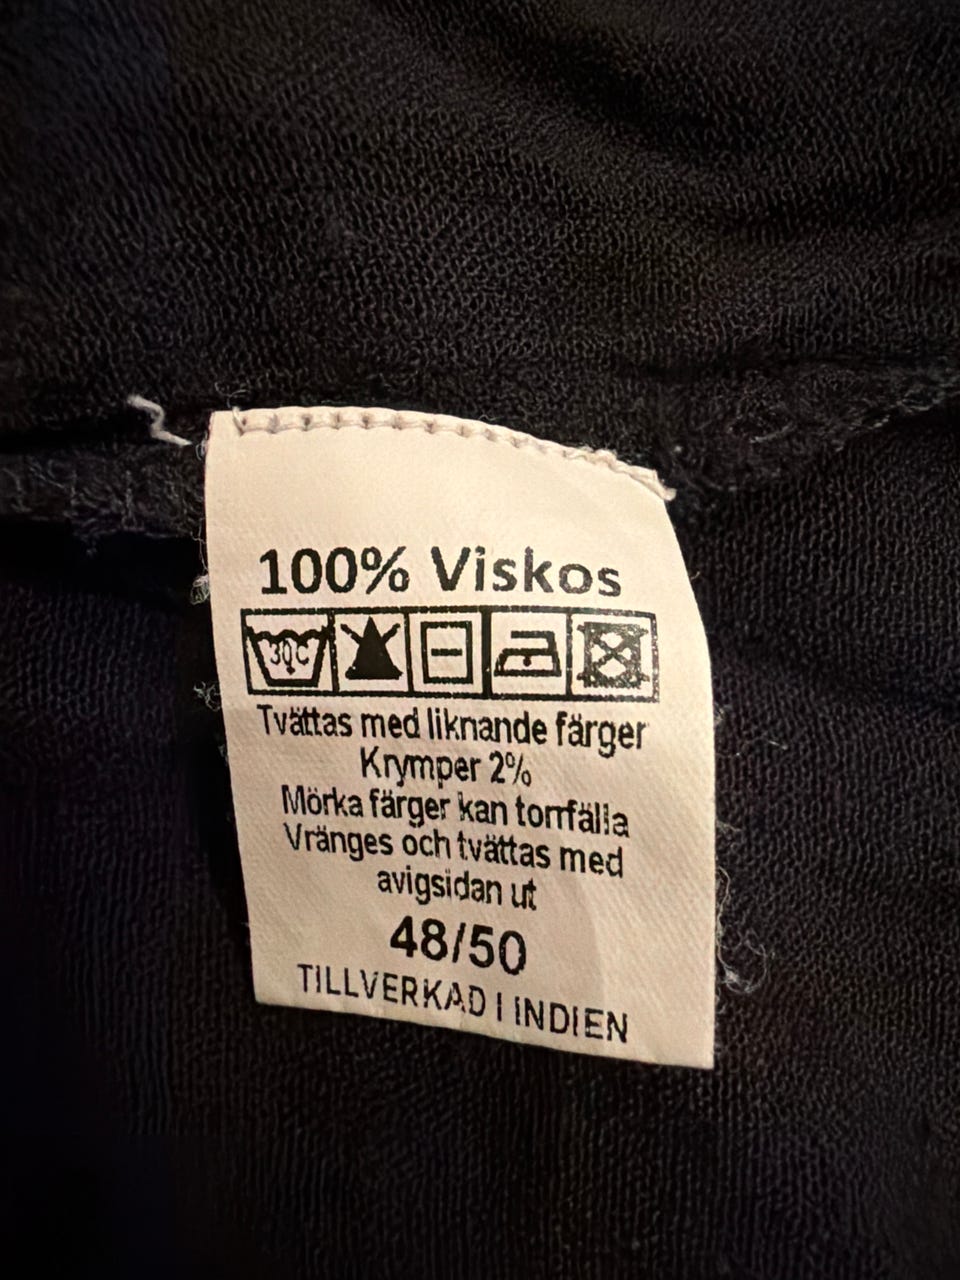 100% Viskos
30C
Tvättas med liknande färger
Krymper 2%
Mörka färger kan torrfälla
Vränges och tvättas med
avigsidan ut
48/50
TILLVERKAD I INDIEN